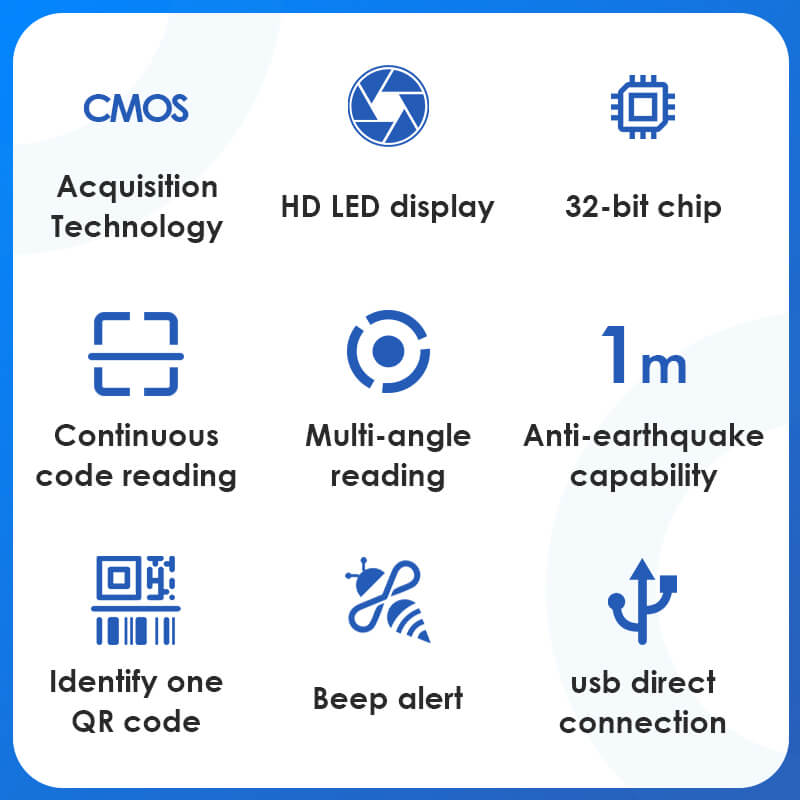 CMOS
Acquisition
Technology
HD LED display
32-bit chip
Continuous
code reading
Multi-angle
reading
1m
Anti-earthquake
capability
Identify one
QR code
Beep alert
usb direct
connection